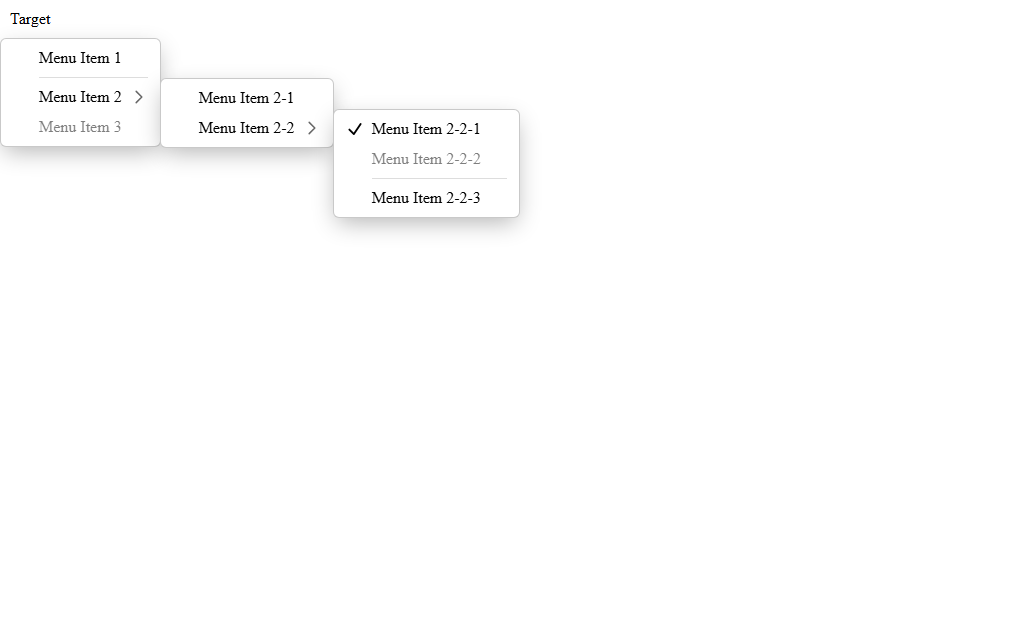 Target
Menu Item 1
Menu Item 2
Menu Item 3
Menu Item 2-1
Menu Item 2-2
Menu Item 2-2-1
Menu Item 2-2-2
Menu Item 2-2-3